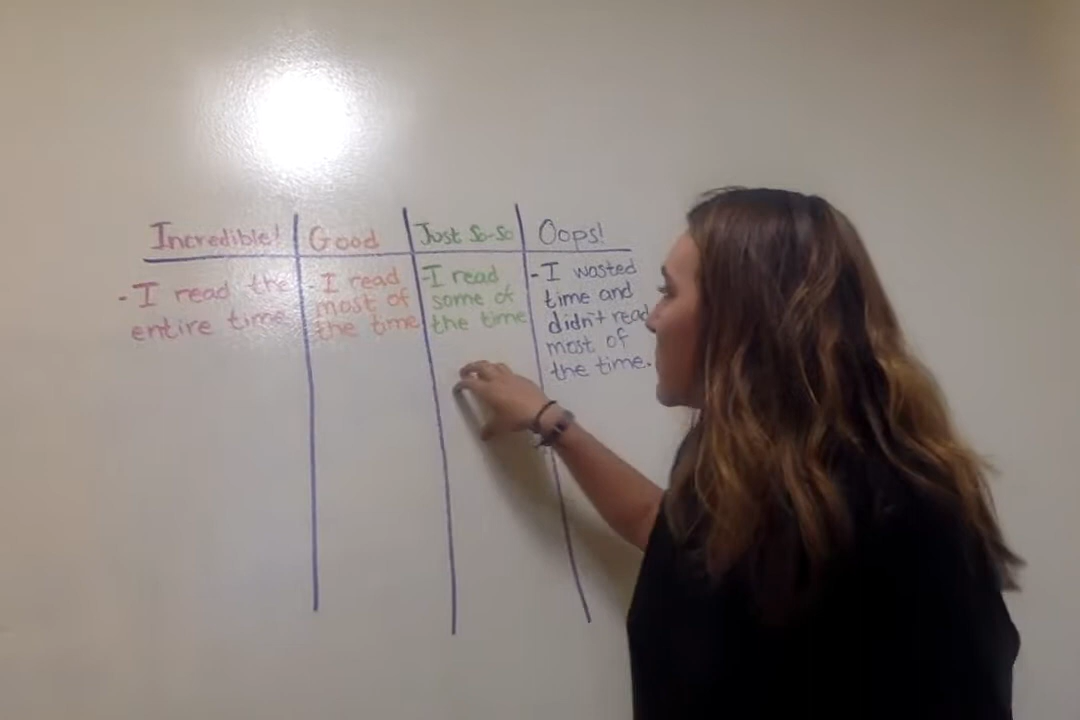 Incredible!
Good
Just So-So
Oops!
- I read the
entire time
- I read
most of
the time
- I read
some of
the time
- I wasted
time and
didn't read
most of
the time.